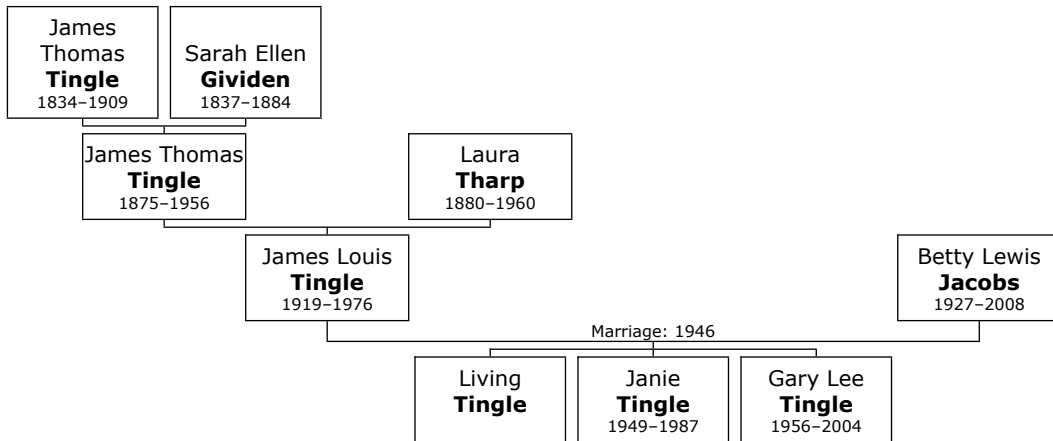 James
Thomas
Tingle
1834–1909
Sarah Ellen
Gividen
1837–1884
James Thomas
Tingle
1875–1956
Laura
Tharp
1880–1960
James Louis
Tingle
1919–1976
Betty Lewis
Jacobs
1927–2008
Marriage: 1946
Living
Tingle
Janie
Tingle
1949–1987
Gary Lee
Tingle
1956–2004